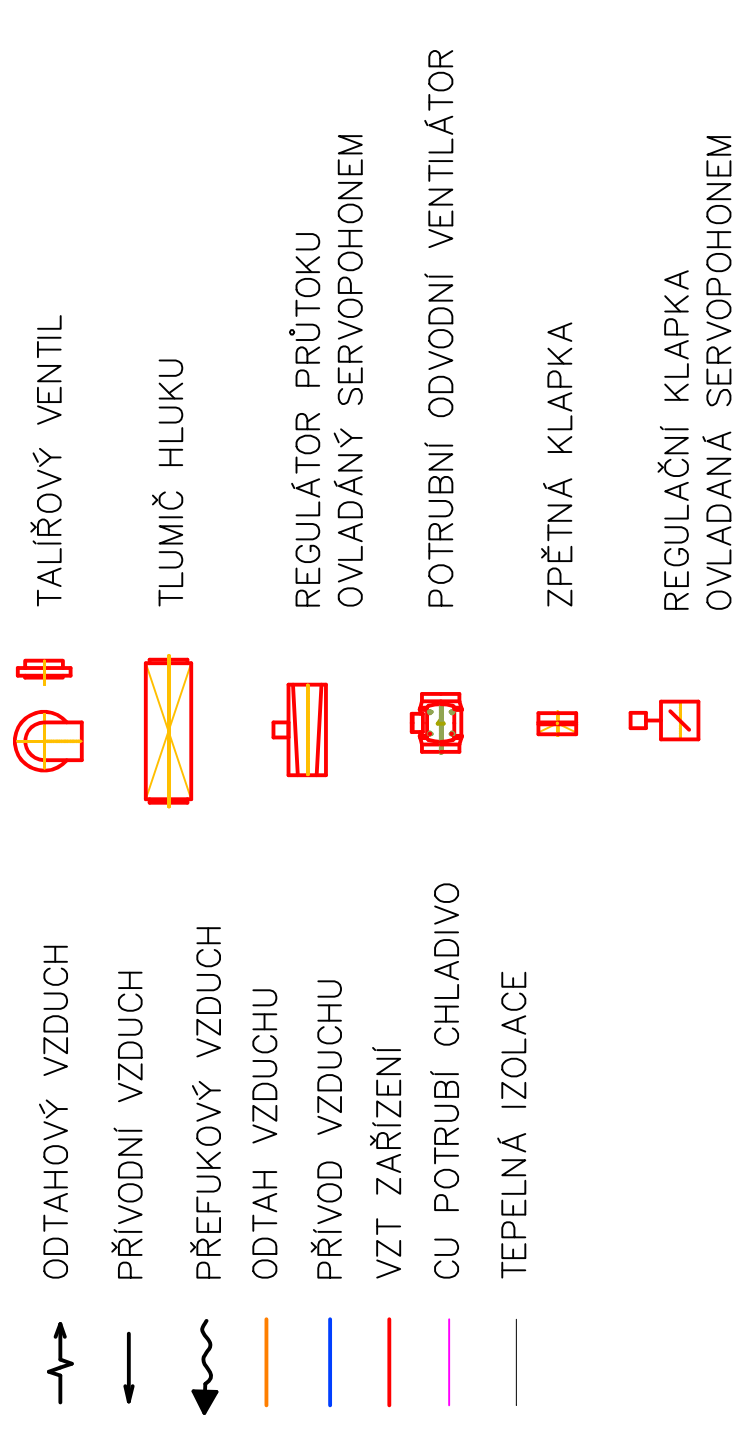 ODTAHOVÝ VZDUCH
PŘÍVODNÍ VZDUCH
PŘEFUKOVÝ VZDUCH
ODTAH VZDUCHU
PŘÍVOD VZDUCHU
VZT ZAŘÍZENÍ
CU POTRUBÍ CHLADIVO
TEPELNÁ IZOLACE
TALÍŘOVÝ VENTIL
TLUMIČ HLUKU
REGULÁTOR PRŮTOKU
OVLADÁNÝ SERVOPOHONEM
POTRUBNÍ ODVODNÍ VENTILÁTOR
ZPĚTNÁ KLAPKA
REGULAČNÍ KLAPKA
OVLADANÁ SERVOPOHONEM